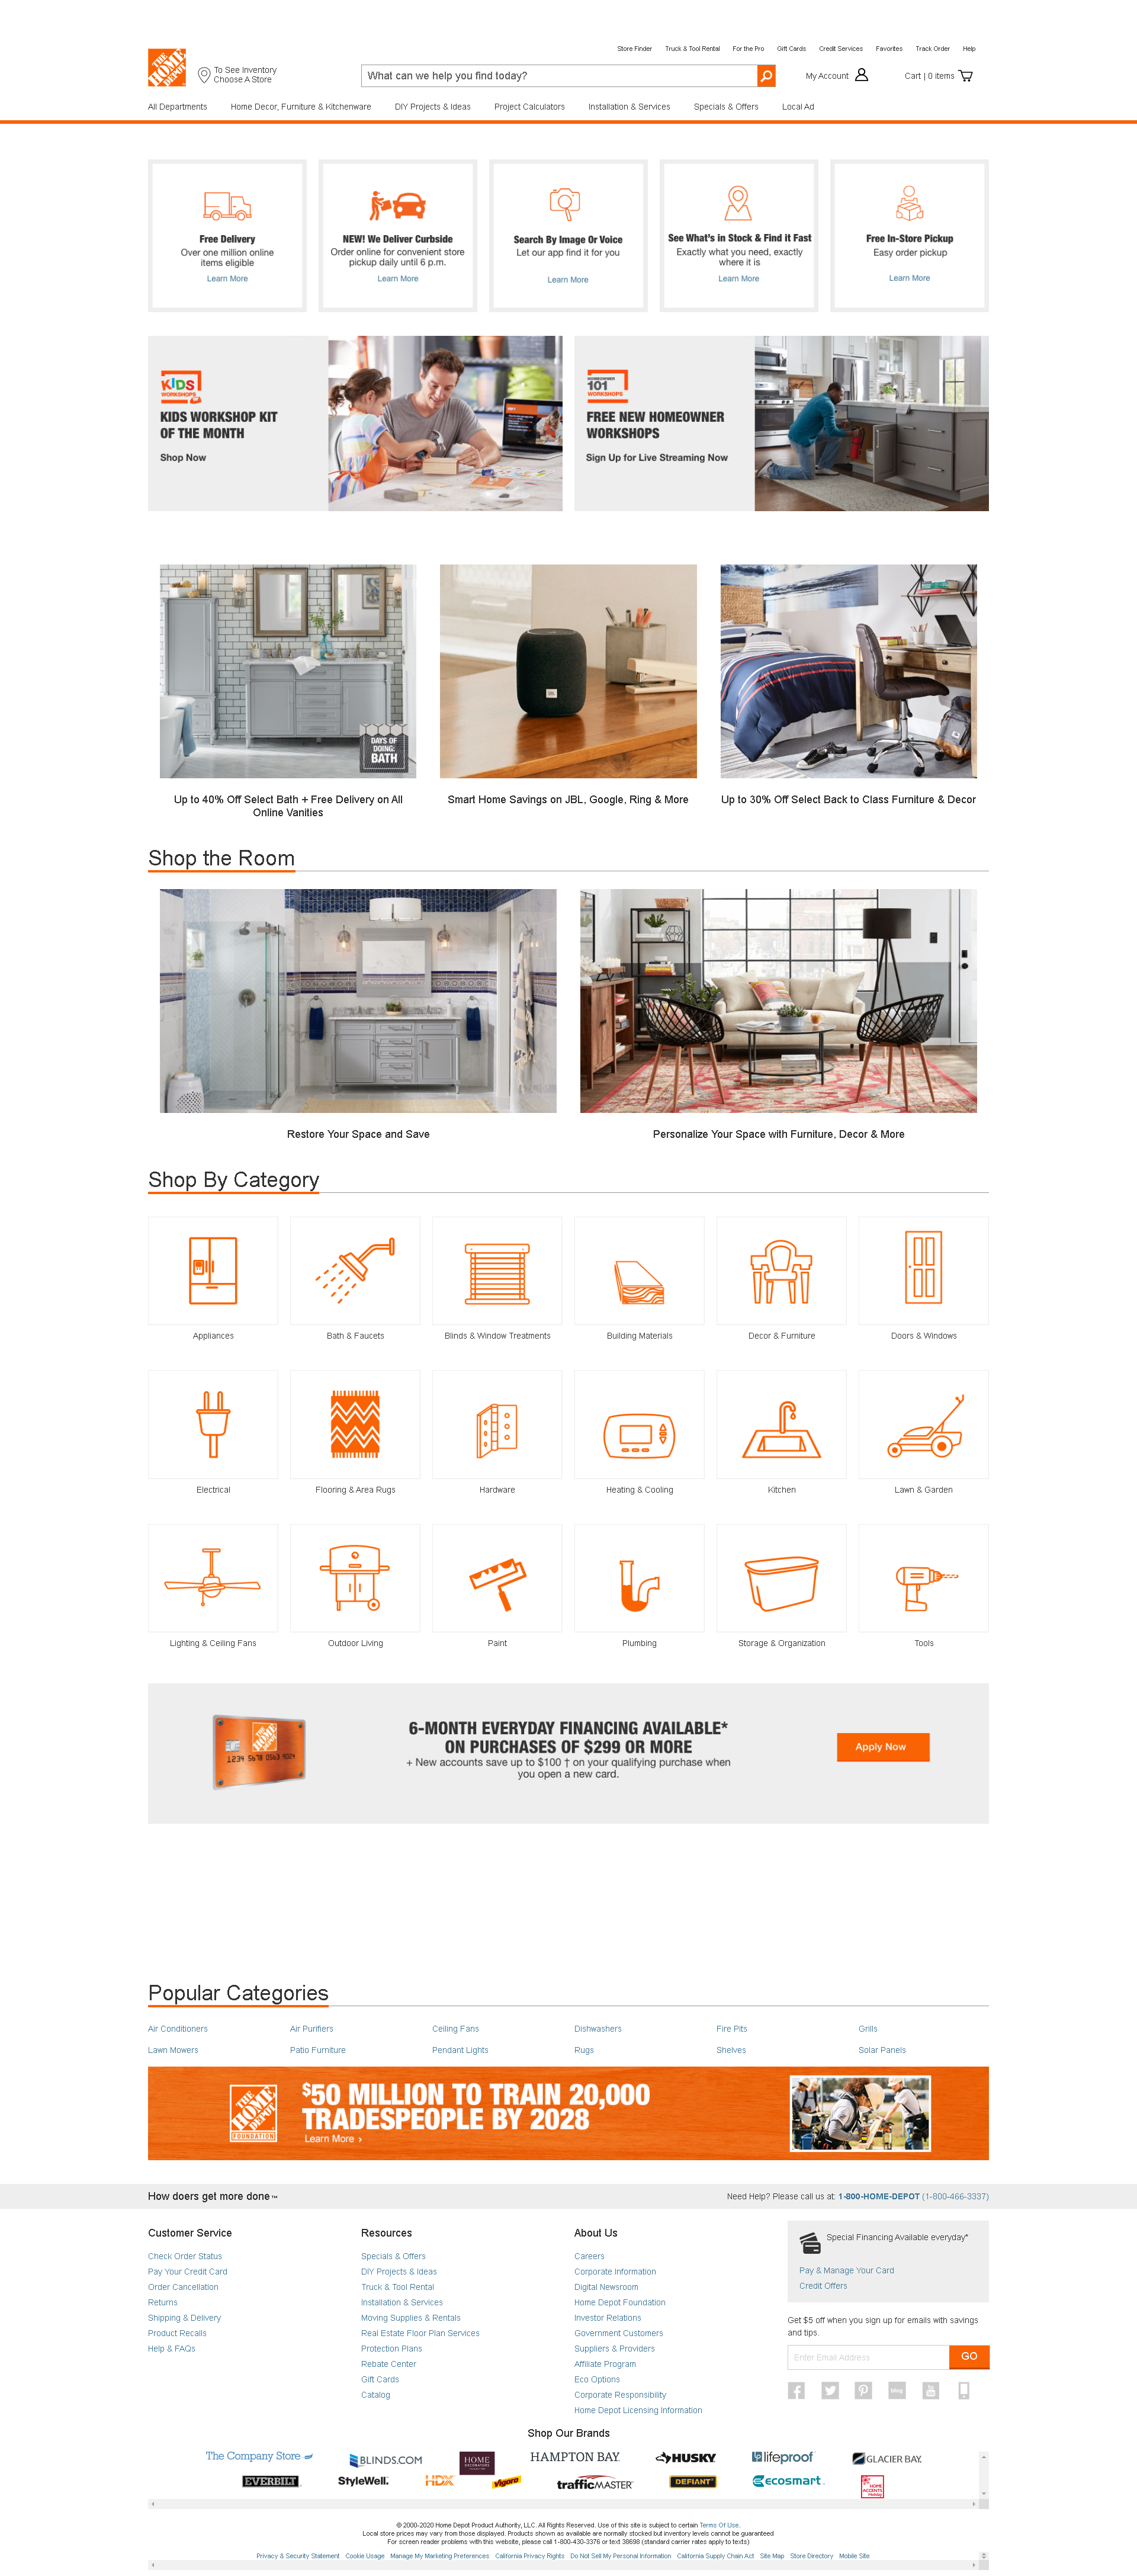 Store Finder Truck & Tool Rental For the Pro Gift Cards Credit Services Favorites Track Order Help
THE HOME DEPOT
To See Inventory
Choose A Store
What can we help you find today?
My Account
Cart | 0 items
All Departments Home Decor, Furniture & Kitchenware DIY Projects & Ideas Project Calculators Installation & Services Specials & Offers Local Ad
Free Delivery
Over one million online
items eligible
Learn More
NEW! We Deliver Curbside
Order online for convenient store
pickup daily until 6 p.m.
Learn More
Search By Image Or Voice
Let our app find it for you
Learn More
See What's in Stock & Find it Fast
Exactly what you need, exactly
where it is
Learn More
Free In-Store Pickup
Easy order pickup
Learn More
KIDS
WORKSHOPS
KIDS WORKSHOP KIT
OF THE MONTH
Shop Now
HOMEOWNER
101
WORKSHOPS
FREE NEW HOMEOWNER
WORKSHOPS
Sign Up for Live Streaming Now
DAYS OF
DOING:
BATH
JBL
Up to 40% Off Select Bath + Free Delivery on All
Online Vanities
Smart Home Savings on JBL, Google, Ring & More
Up to 30% Off Select Back to Class Furniture & Decor
Shop the Room
Restore Your Space and Save
Personalize Your Space with Furniture, Decor & More
Shop By Category
Appliances
Bath & Faucets
Blinds & Window Treatments
Building Materials
Decor & Furniture
Doors & Windows
Electrical
Flooring & Area Rugs
Hardware
Heating & Cooling
Kitchen
Lawn & Garden
Lighting & Ceiling Fans
Outdoor Living
Paint
Plumbing
Storage & Organization
Tools
THE HOME DEPOT
1234 5678 0563 9024
6-MONTH EVERYDAY FINANCING AVAILABLE*
ON PURCHASES OF $299 OR MORE
+ New accounts save up to $100 † on your qualifying purchase when
you open a new card.
Apply Now
Popular Categories
Air Conditioners Air Purifiers Ceiling Fans Dishwashers Fire Pits Grills
Lawn Mowers Patio Furniture Pendant Lights Rugs Shelves Solar Panels
THE HOME DEPOT
FOUNDATION
$50 MILLION TO TRAIN 20,000
TRADESPEOPLE BY 2028
Learn More ›
How doers get more done™
Need Help? Please call us at: 1-800-HOME-DEPOT (1-800-466-3337)
Customer Service
Check Order Status
Pay Your Credit Card
Order Cancellation
Returns
Shipping & Delivery
Product Recalls
Help & FAQs
Resources
Specials & Offers
DIY Projects & Ideas
Truck & Tool Rental
Installation & Services
Moving Supplies & Rentals
Real Estate Floor Plan Services
Protection Plans
Rebate Center
Gift Cards
Catalog
About Us
Careers
Corporate Information
Digital Newsroom
Home Depot Foundation
Investor Relations
Government Customers
Suppliers & Providers
Affiliate Program
Eco Options
Corporate Responsibility
Home Depot Licensing Information
Special Financing Available everyday*
Pay & Manage Your Card
Credit Offers
Get $5 off when you sign up for emails with savings
and tips.
Enter Email Address
GO
blog
You Tube
Shop Our Brands
The Company Store
BLINDS.COM
HOME DECORATORS
HAMPTON BAY.
HUSKY
lifeproof
GLACIER BAY.
EVERBILT
StyleWell.
HDX
Vigoro
trafficMASTER
DEFIANT
ecosmart
HOME ACCENTS Holiday
© 2000-2020 Home Depot Product Authority, LLC. All Rights Reserved. Use of this site is subject to certain Terms Of Use.
Local store prices may vary from those displayed. Products shown as available are normally stocked but inventory levels cannot be guaranteed
For screen reader problems with this website, please call 1-800-430-3376 or text 38698 (standard carrier rates apply to texts)
Privacy & Security Statement Cookie Usage Manage My Marketing Preferences California Privacy Rights Do Not Sell My Personal Information California Supply Chain Act Site Map Store Directory Mobile Site